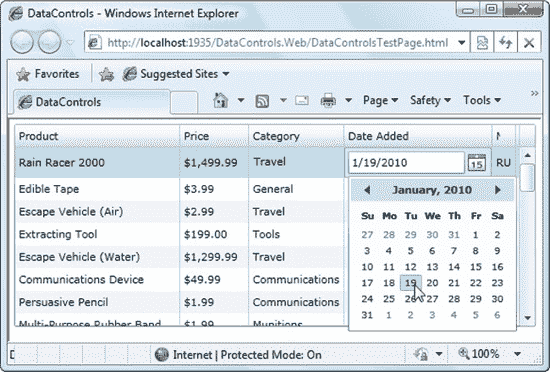 DataControls - Windows Internet Explorer
http://localhost:1935/DataControls.Web/DataControlsTestPage.html
Favorites Suggested Sites
DataControls Page Safety Tools »
Product Price Category Date Added
Rain Racer 2000 $1,499.99 Travel 1/19/2010 15 RU
Edible Tape $3.99 General
Escape Vehicle (Air) $2.99 Travel
Extracting Tool $199.00 Tools
Escape Vehicle (Water) $1,299.99 Travel
Communications Device $49.99 Communications
Persuasive Pencil $1.99 Communications
Multi-Purpose Rubber Band $1.99 Munitions
January, 2010
Su Mo Tu We Th Fr Sa
27 28 29 30 31 1 2
3 4 5 6 7 8 9
10 11 12 13 14 15 16
17 18 19 20 21 22 23
24 25 26 27 28 29 30
31 1 2 3 4 5 6
Internet | Protected Mode: On 100%